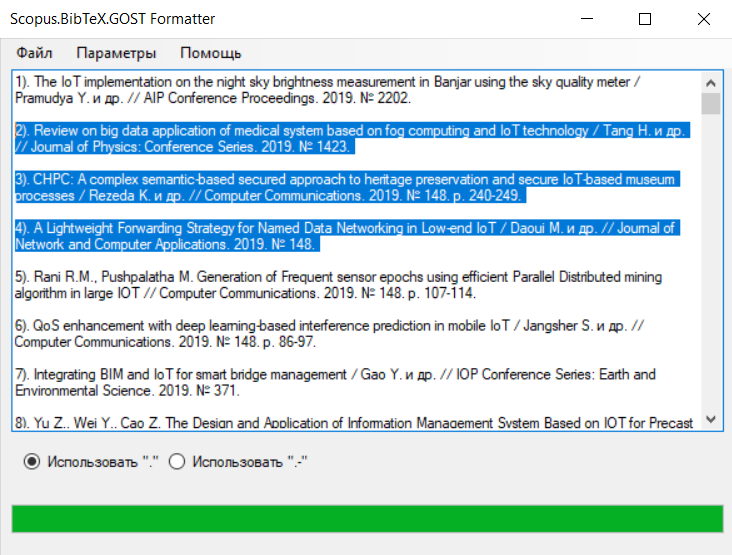 Scopus.BibTeX.GOST Formatter
Файл Параметры Помощь
1). The IoT implementation on the night sky brightness measurement in Banjar using the sky quality meter /
Pramudya Y. и др. // AIP Conference Proceedings. 2019. № 2202.
2). Review on big data application of medical system based on fog computing and IoT technology / Tang H. и др.
// Journal of Physics: Conference Series. 2019. № 1423.
3). CHPC: A complex semantic-based secured approach to heritage preservation and secure IoT-based museum
processes / Rezeda K. и др. // Computer Communications. 2019. № 148. p. 240-249.
4). A Lightweight Forwarding Strategy for Named Data Networking in Low-end IoT / Daoui M. и др. // Journal of
Network and Computer Applications. 2019. № 148.
5). Rani R.M., Pushpalatha M. Generation of Frequent sensor epochs using efficient Parallel Distributed mining
algorithm in large IOT // Computer Communications. 2019. № 148. p. 107-114.
6). QoS enhancement with deep learning-based interference prediction in mobile IoT / Jangsher S. и др. //
Computer Communications. 2019. № 148. p. 86-97.
7). Integrating BIM and IoT for smart bridge management / Gao Y. и др. // IOP Conference Series: Earth and
Environmental Science. 2019. № 371.
8). Yu Z., Wei Y., Cao Z. The Design and Application of Information Management System Based on IOT for Precast
Использовать "." Использовать ".-"